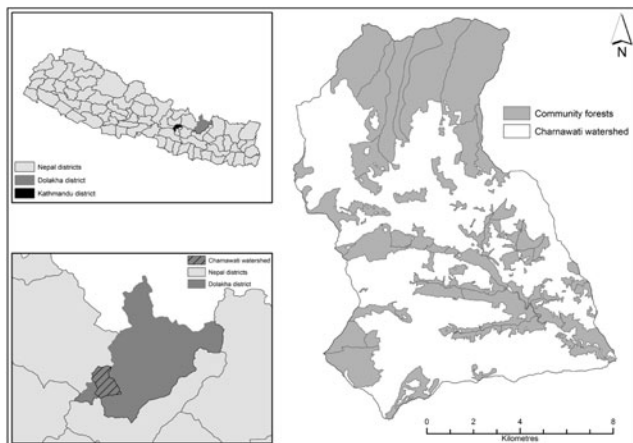 Nepal districts
Dolakha district
Kathmandu district
Charnawati watershed
Nepal districts
Dolakha district
N
Community forests
Charnawati watershed
0 2 4 6 8
Kilometres